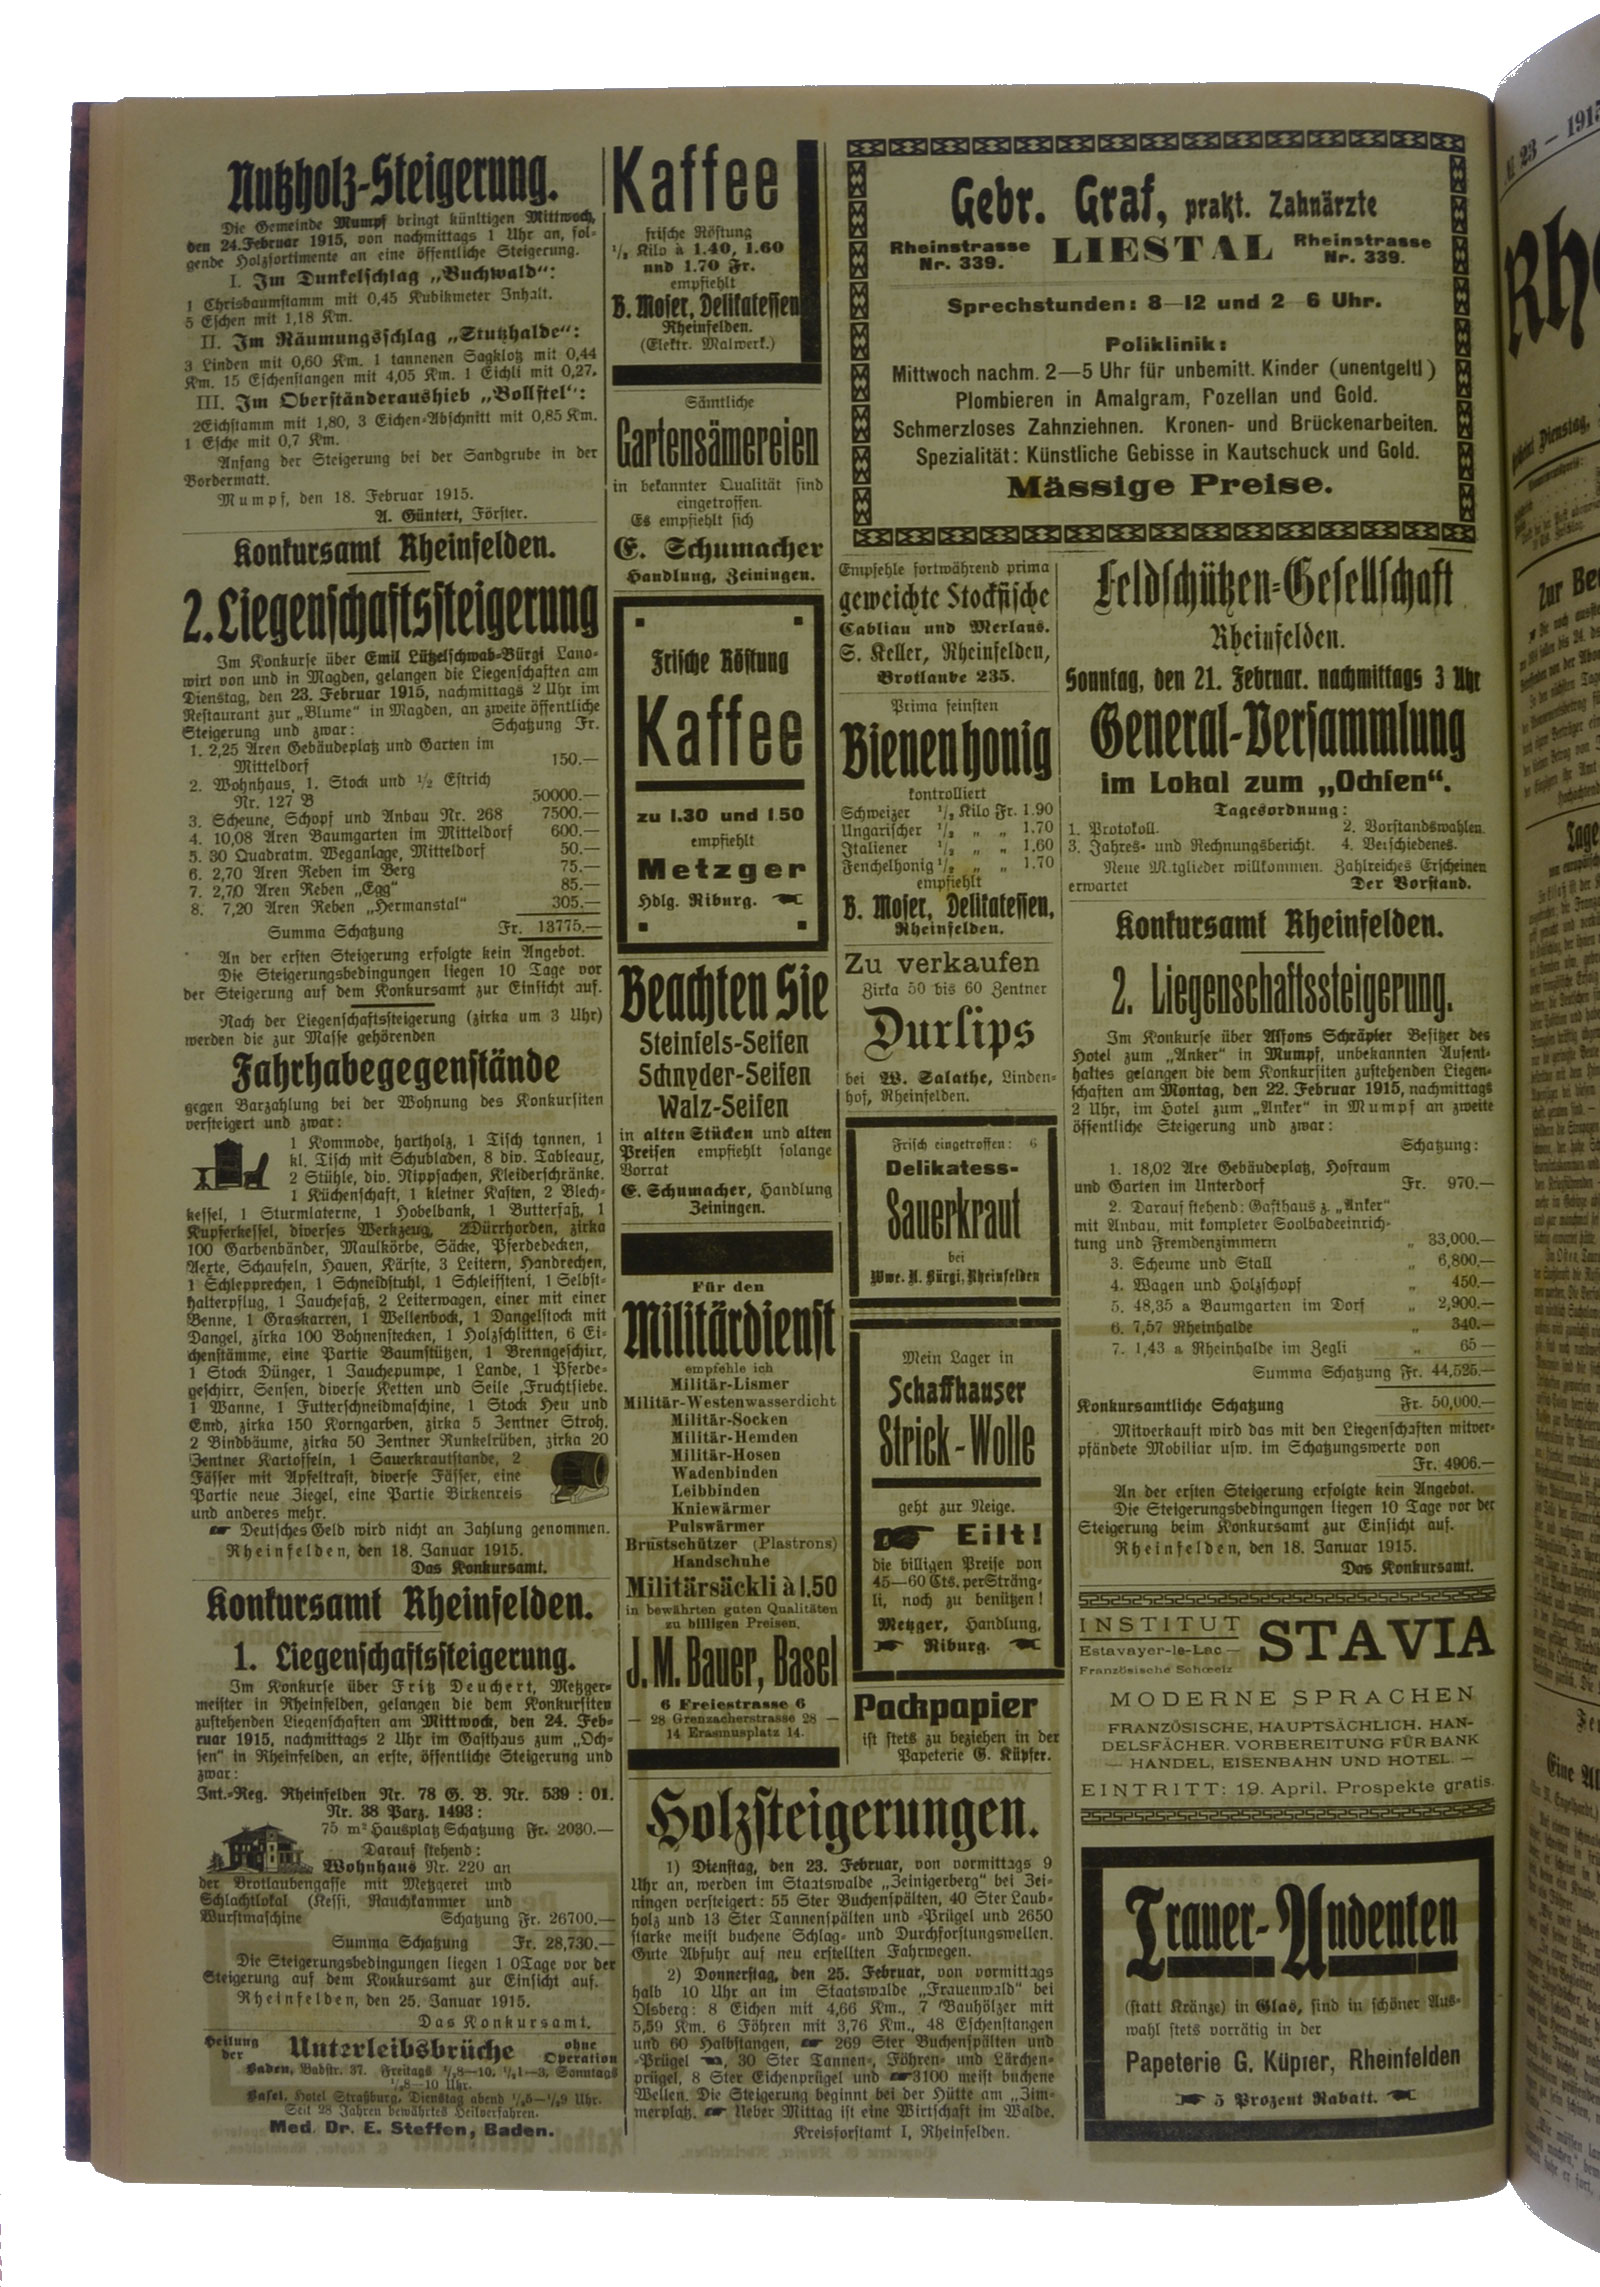 Nutzholz-Steigerung.
Die Gemeinde Mumpf bringt künftigen Mittwoch,
den 24. Februar 1915, von nachmittags 1 Uhr an, fol-
gende Holzsortimente an eine öffentliche Steigerung.
I. Im Dunkelschlag „Buchwald":
1 Chrisbaumstamm mit 0,45 Kubikmeter Inhalt.
5 Eschen mit 1,18 Km.
II. Im Räumungsschlag „Stutzhalde":
3 Linden mit 0,60 Km. 1 tannenen Sagklotz mit 0,44
Km. 15 Eschenstangen mit 4,05 Km. 1 Eichli mit 0,27.
III. Im Oberständeraushieb „Bollstel":
2Eichstamm mit 1,80, 3 Eichen-Abschnitt mit 0,85 Km.
1 Esche mit 0,7 Km.
Anfang der Steigerung bei der Sandgrube in der
Vordermatt.
Mumpf, den 18. Februar 1915.
A. Güntert, Förster.
Konkursamt Rheinfelden.
2. Liegenschaftssteigerung
Im Konkurse über Emil Lützelschwab-Bürgi Land-
wirt von und in Magden, gelangen die Liegenschaften am
Dienstag, den 23. Februar 1915, nachmittags 2 Uhr im
Restaurant zur „Blume" in Magden, an zweite öffentliche
Steigerung und zwar: Schatzung Fr.
1. 2,25 Aren Gebäudeplatz und Garten im
Mitteldorf 150.—
2. Wohnhaus, 1. Stock und 1/2 Estrich
Nr. 127 B 50000.—
3. Scheune, Schopf und Anbau Nr. 268 7500.—
4. 10,08 Aren Baumgarten im Mitteldorf 600.—
5. 30 Quadratm. Weganlage, Mitteldorf 50.—
6. 2,70 Aren Reben im Berg 75.—
7. 2,70 Aren Reben „Egg" 85.—
8. 7,20 Aren Reben „Hermanstal" 305.—
Summa Schatzung Fr. 13775.—
An der ersten Steigerung erfolgte kein Angebot.
Die Steigerungsbedingungen liegen 10 Tage vor
der Steigerung auf dem Konkursamt zur Einsicht auf.
Nach der Liegenschaftssteigerung (zirka um 3 Uhr)
werden die zur Masse gehörenden
Fahrhabegegenstände
gegen Barzahlung bei der Wohnung des Konkursiten
versteigert und zwar:
1 Kommode, hartholz, 1 Tisch tannen, 1
kl. Tisch mit Schubladen, 8 div. Tableaux,
2 Stühle, div. Nippsachen, Kleiderschränke.
1 Küchenschaft, 1 kleiner Kasten, 2 Blech-
kessel, 1 Sturmlaterne, 1 Hobelbank, 1 Butterfaß, 1
Kupferkessel, diverses Werkzeug, 2Dürrhorden, zirka
100 Garbenbänder, Maulkörbe, Säcke, Pferdedecken,
Aexte, Schaufeln, Hauen, Kärste, 3 Leitern, Handrechen,
1 Schlepprechen, 1 Schneidstuhl, 1 Schleifsteni, 1 Selbst-
halterpflug, 1 Jauchefaß, 2 Leiterwagen, einer mit einer
Benne, 1 Graskarren, 1 Wellenbock, 1 Dangelstock mit
Dangel, zirka 100 Bohnenstecken, 1 Holzschlitten, 6 Ei-
chenstämme, eine Partie Baumstützen, 1 Brenngeschirr,
1 Stock Dünger, 1 Jauchepumpe, 1 Lande, 1 Pferde-
geschirr, Sensen, diverse Ketten und Seile, Fruchtsiebe.
1 Wanne, 1 Futterschneidmaschine, 1 Stock Heu und
Emd, zirka 150 Korngarben, zirka 5 Zentner Stroh,
2 Bindbäume, zirka 50 Zentner Runkelrüben, zirka 20
Zentner Kartoffeln, 1 Sauerkrautstande, 2
Fässer mit Apfeltrast, diverse Fässer, eine
Partie neue Ziegel, eine Partie Birkenreis
und anderes mehr.
Deutsches Geld wird nicht an Zahlung genommen.
Rheinfelden, den 18. Januar 1915.
Das Konkursamt.
Konkursamt Rheinfelden.
1. Liegenschaftssteigerung.
Im Konkurse über Fritz Deuchert, Metzger-
meister in Rheinfelden, gelangen die dem Konkursiten
zustehenden Liegenschaften am Mittwoch, den 24. Feb-
ruar 1915, nachmittags 2 Uhr im Gasthaus zum „Och-
sen" in Rheinfelden, an erste, öffentliche Steigerung und
zwar:
Int.-Reg. Rheinfelden Nr. 78 G. B. Nr. 539 : 01.
Nr. 38 Parz. 1493:
75 m² Hausplatz Schatzung Fr. 2030.—
Darauf stehend:
Wohnhaus Nr. 220 an
der Brotlaubengasse mit Metzgerei und
Schlachtlokal (Kessi, Rauchkammer und
Wurstmaschine Schatzung Fr. 26700.—
Summa Schatzung Fr. 28,730.—
Die Steigerungsbedingungen liegen 1 0Tage vor der
Steigerung auf dem Konkursamt zur Einsicht auf.
Rheinfelden, den 25. Januar 1915.
Das Konkursamt.
Heilung der Unterleibsbrüche ohne Operation
Baden, Badstr. 37. Freitags 1/28—10. 1/21—3, Sonntags
1/28—10 Uhr.
Basel, Hotel Straßburg, Dienstag abend 1/26—1/29 Uhr.
Seit 28 Jahren bewährtes Heilverfahren.
Med. Dr. E. Steffen, Baden.
Kaffee
frische Röstung
1/2 Kilo à 1.40, 1.60
und 1.70 Fr.
empfiehlt
B. Moser, Delikatessen
Rheinfelden.
(Elektr. Malwerk.)
Sämtliche
Gartensämereien
in bekannter Qualität sind
eingetroffen.
Es empfiehlt sich
E. Schumacher
Handlung, Zeiningen.
Frische Röstung
Kaffee
zu 1.30 und 1.50
empfiehlt
Metzger
Hdlg. Riburg.
Beachten Sie
Steinfels-Seifen
Schnyder-Seifen
Walz-Seifen
in alten Stücken und alten
Preisen empfiehlt solange
Vorrat
E. Schumacher, Handlung
Zeiningen.
Für den
Militärdienst
empfehle ich
Militär-Lismer
Militär-Westen wasserdicht
Militär-Socken
Militär-Hemden
Militär-Hosen
Wadenbinden
Leibbinden
Kniewärmer
Pulswärmer
Brustschützer (Plastrons)
Handschuhe
Militärsäckli à 1.50
in bewährten guten Qualitäten
zu billigen Preisen.
J. M. Bauer, Basel
6 Freiestrasse 6
— 28 Grenzacherstrasse 28 —
14 Erasmusplatz 14.
Gebr. Graf, prakt. Zahnärzte
Rheinstrasse Nr. 339. LIESTAL Rheinstrasse Nr. 339.
Sprechstunden: 8—12 und 2—6 Uhr.
Poliklinik:
Mittwoch nachm. 2—5 Uhr für unbemitt. Kinder (unentgeltl)
Plombieren in Amalgram, Pozellan und Gold.
Schmerzloses Zahnziehnen. Kronen- und Brückenarbeiten.
Spezialität: Künstliche Gebisse in Kautschuck und Gold.
Mässige Preise.
Empfehle fortwährend prima
geweichte Stockfische
Cabliau und Merlans.
S. Keller, Rheinfelden,
Brotlaube 235.
Prima feinsten
Bienenhonig
kontrolliert
Schweizer 1/2 Kilo Fr. 1.90
Ungarischer 1/2 „ „ 1.70
Italiener 1/2 „ „ 1.60
Fenchelhonig 1/2 „ „ 1.70
empfiehlt
B. Moser, Delikatessen,
Rheinfelden.
Zu verkaufen
Zirka 50 bis 60 Zentner
Durlips
bei W. Salathe, Linden-
hof, Rheinfelden.
Frisch eingetroffen: 6
Delikatess-
Sauerkraut
bei
Wwe. A. Bürgi, Rheinfelden
Mein Lager in
Schaffhauser
Strick-Wolle
geht zur Neige.
Eilt!
die billigen Preise von
45—60 Cts. per Sträng-
li, noch zu benützen!
Metzger, Handlung,
Riburg.
Packpapier
ist stets zu beziehen in der
Papeterie G. Küpfer.
Holzsteigerungen.
1) Dienstag, den 23. Februar, von vormittags 9
Uhr an, werden im Staatswalde „Zeinigerberg" bei Zei-
ningen versteigert: 55 Ster Buchenspälten, 40 Ster Laub-
holz und 13 Ster Tannenspälten und -Prügel und 2650
starke meist buchene Schlag- und Durchforstungswellen.
Gute Abfuhr auf neu erstellten Fahrwegen.
2) Donnerstag, den 25. Februar, von vormittags
halb 10 Uhr an im Staatswalde „Frauenwald" bei
Olsberg: 8 Eichen mit 4,66 Km., 7 Bauhölzer mit
5,59 Km. 6 Föhren mit 3,76 Km., 48 Eschenstangen
und 60 Halbstangen, 269 Ster Buchenspälten und
-Prügel, 30 Ster Tannen-, Föhren- und Lärchen-
prügel, 8 Ster Eichenprügel und 3100 meist buchene
Wellen. Die Steigerung beginnt bei der Hütte am „Zim-
merplatz. Ueber Mittag ist eine Wirtschaft im Walde.
Kreisforstamt I, Rheinfelden.
Feldschützen-Gesellschaft
Rheinfelden.
Sonntag, den 21. Februar. nachmittags 3 Uhr
General-Versammlung
im Lokal zum „Ochsen".
Tagesordnung:
1. Protokoll. 2. Vorstandswahlen.
3. Jahres- und Rechnungsbericht. 4. Verschiedenes.
Neue Mitglieder willkommen. Zahlreiches Erscheinen
erwartet Der Vorstand.
Konkursamt Rheinfelden.
2. Liegenschaftssteigerung.
Im Konkurse über Alfons Schräpler Besitzer des
Hotel zum „Anker" in Mumpf, unbekannten Aufent-
haltes gelangen die dem Konkursiten zustehenden Liegen-
schaften am Montag, den 22. Februar 1915, nachmittags
2 Uhr, im Hotel zum „Anker" in Mumpf an zweite
öffentliche Steigerung und zwar:
Schatzung:
1. 18,02 Are Gebäudeplatz, Hofraum
und Garten im Unterdorf Fr. 970.—
2. Darauf stehend: Gasthaus z. „Anker"
mit Anbau, mit kompleter Soolbadeeinrich-
tung und Fremdenzimmern „ 33,000.—
3. Scheune und Stall „ 6,800.—
4. Wagen und Holzschopf „ 450.—
5. 48,35 a Baumgarten im Dorf „ 2,900.—
6. 7,57 Rheinhalde „ 340.—
7. 1,43 a Rheinhalde im Zegli „ 65 —
Summa Schatzung Fr. 44,525.—
Konkursamtliche Schatzung Fr. 50,000.—
Mitverkauft wird das mit den Liegenschaften mitver-
pfändete Mobiliar usw. im Schatzungswerte von
Fr. 4906.—
An der ersten Steigerung erfolgte kein Angebot.
Die Steigerungsbedingungen liegen 10 Tage vor der
Steigerung beim Konkursamt zur Einsicht auf.
Rheinfelden, den 18. Januar 1915.
Das Konkursamt.
INSTITUT STAVIA
Estavayer-le-Lac —
Französische Schweiz
MODERNE SPRACHEN
FRANZÖSISCHE, HAUPTSÄCHLICH. HAN-
DELSFÄCHER. VORBEREITUNG FÜR BANK
— HANDEL, EISENBAHN UND HOTEL. —
EINTRITT: 19. April. Prospekte gratis.
Trauer-Andenken
(statt Kränze) in Glas, sind in schöner Aus-
wahl stets vorrätig in der
Papeterie G. Küpfer, Rheinfelden
5 Prozent Rabatt.
№ 23 — 1915